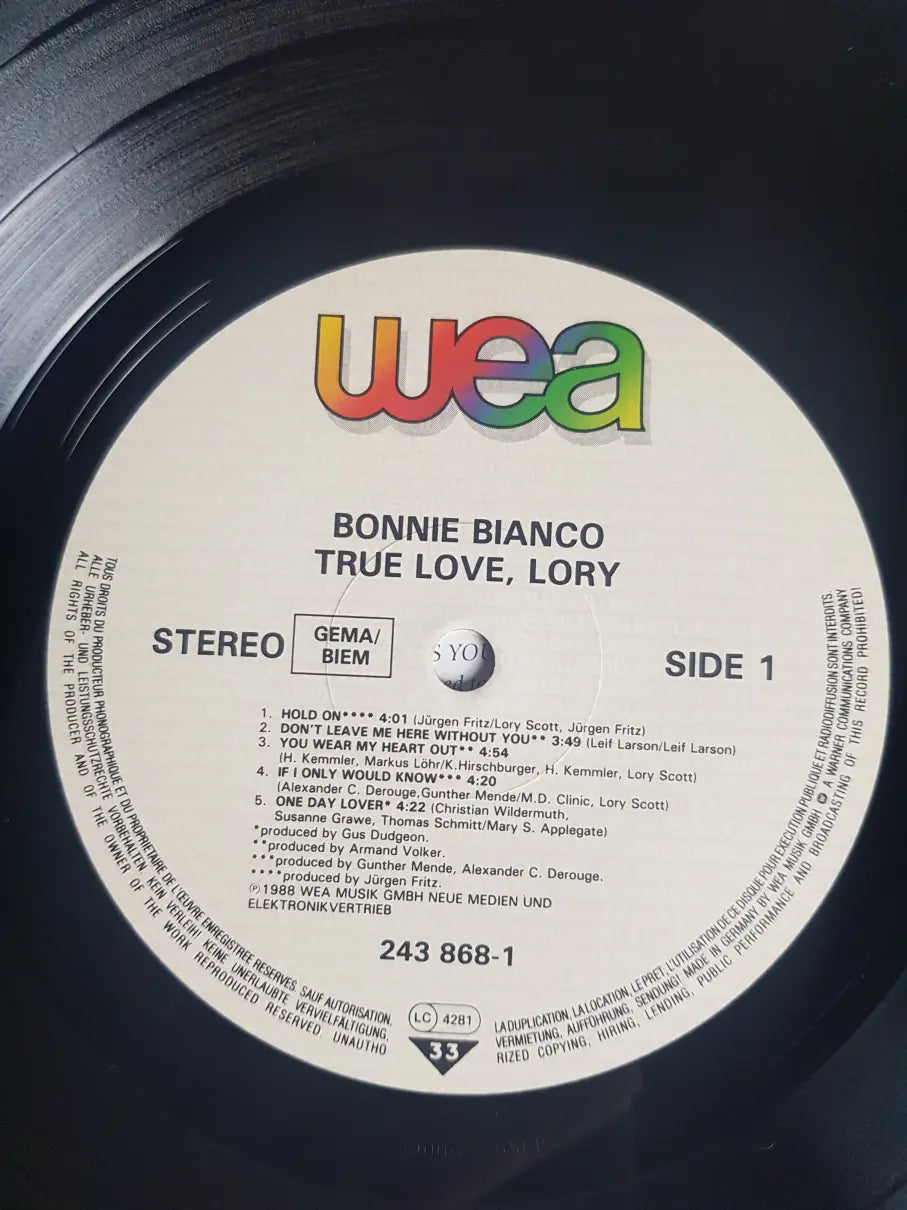 wea
BONNIE BIANCO
TRUE LOVE, LORY
STEREO
GEMA/
BIEM
S YOU
SIDE 1
1. HOLD ON**** 4:01 (Jürgen Fritz/Lory Scott, Jürgen Fritz)
2. DON'T LEAVE ME HERE WITHOUT YOU** 3:49 (Leif Larson/Leif Larson)
3. YOU WEAR MY HEART OUT** 4:54
(H. Kemmler, Markus Löhr/K.Hirschburger, H. Kemmler, Lory Scott)
4. IF I ONLY WOULD KNOW*** 4:20
(Alexander C. Derouge,Gunther Mende/M.D. Clinic, Lory Scott)
5. ONE DAY LOVER* 4:22 (Christian Wildermuth,
Susanne Grawe, Thomas Schmitt/Mary S. Applegate)
*produced by Gus Dudgeon.
**produced by Armand Volker.
***produced by Gunther Mende, Alexander C. Derouge.
****produced by Jürgen Fritz.
℗1988 WEA MUSIK GMBH NEUE MEDIEN UND
ELEKTRONIKVERTRIEB
243 868-1
LC 4281
33
TOUS DROITS DU PRODUCTEUR PHONOGRAPHIQUE ET DU PROPRIETAIRE DE L'ŒUVRE ENREGISTREE RESERVES. SAUF AUTORISATION,
LA DUPLICATION, LA LOCATION, LE PRET, L'UTILISATION DE CE DISQUE POUR EXECUTION PUBLIQUE ET RADIODIFFUSION SONT INTERDITS.
ALLE URHEBER- UND LEISTUNGSSCHUTZRECHTE VORBEHALTEN. KEIN VERLEIH! KEINE UNERLAUBTE VERVIELFÄLTIGUNG,
VERMIETUNG, AUFFÜHRUNG, SENDUNG! MADE IN GERMANY BY WEA MUSIK GMBH A WARNER COMMUNICATIONS COMPANY
ALL RIGHTS OF THE PRODUCER AND OF THE OWNER OF THE WORK REPRODUCED RESERVED. UNAUTHO
RIZED COPYING, HIRING, LENDING, PUBLIC PERFORMANCE AND BROADCASTING OF THIS RECORD PROHIBITED!